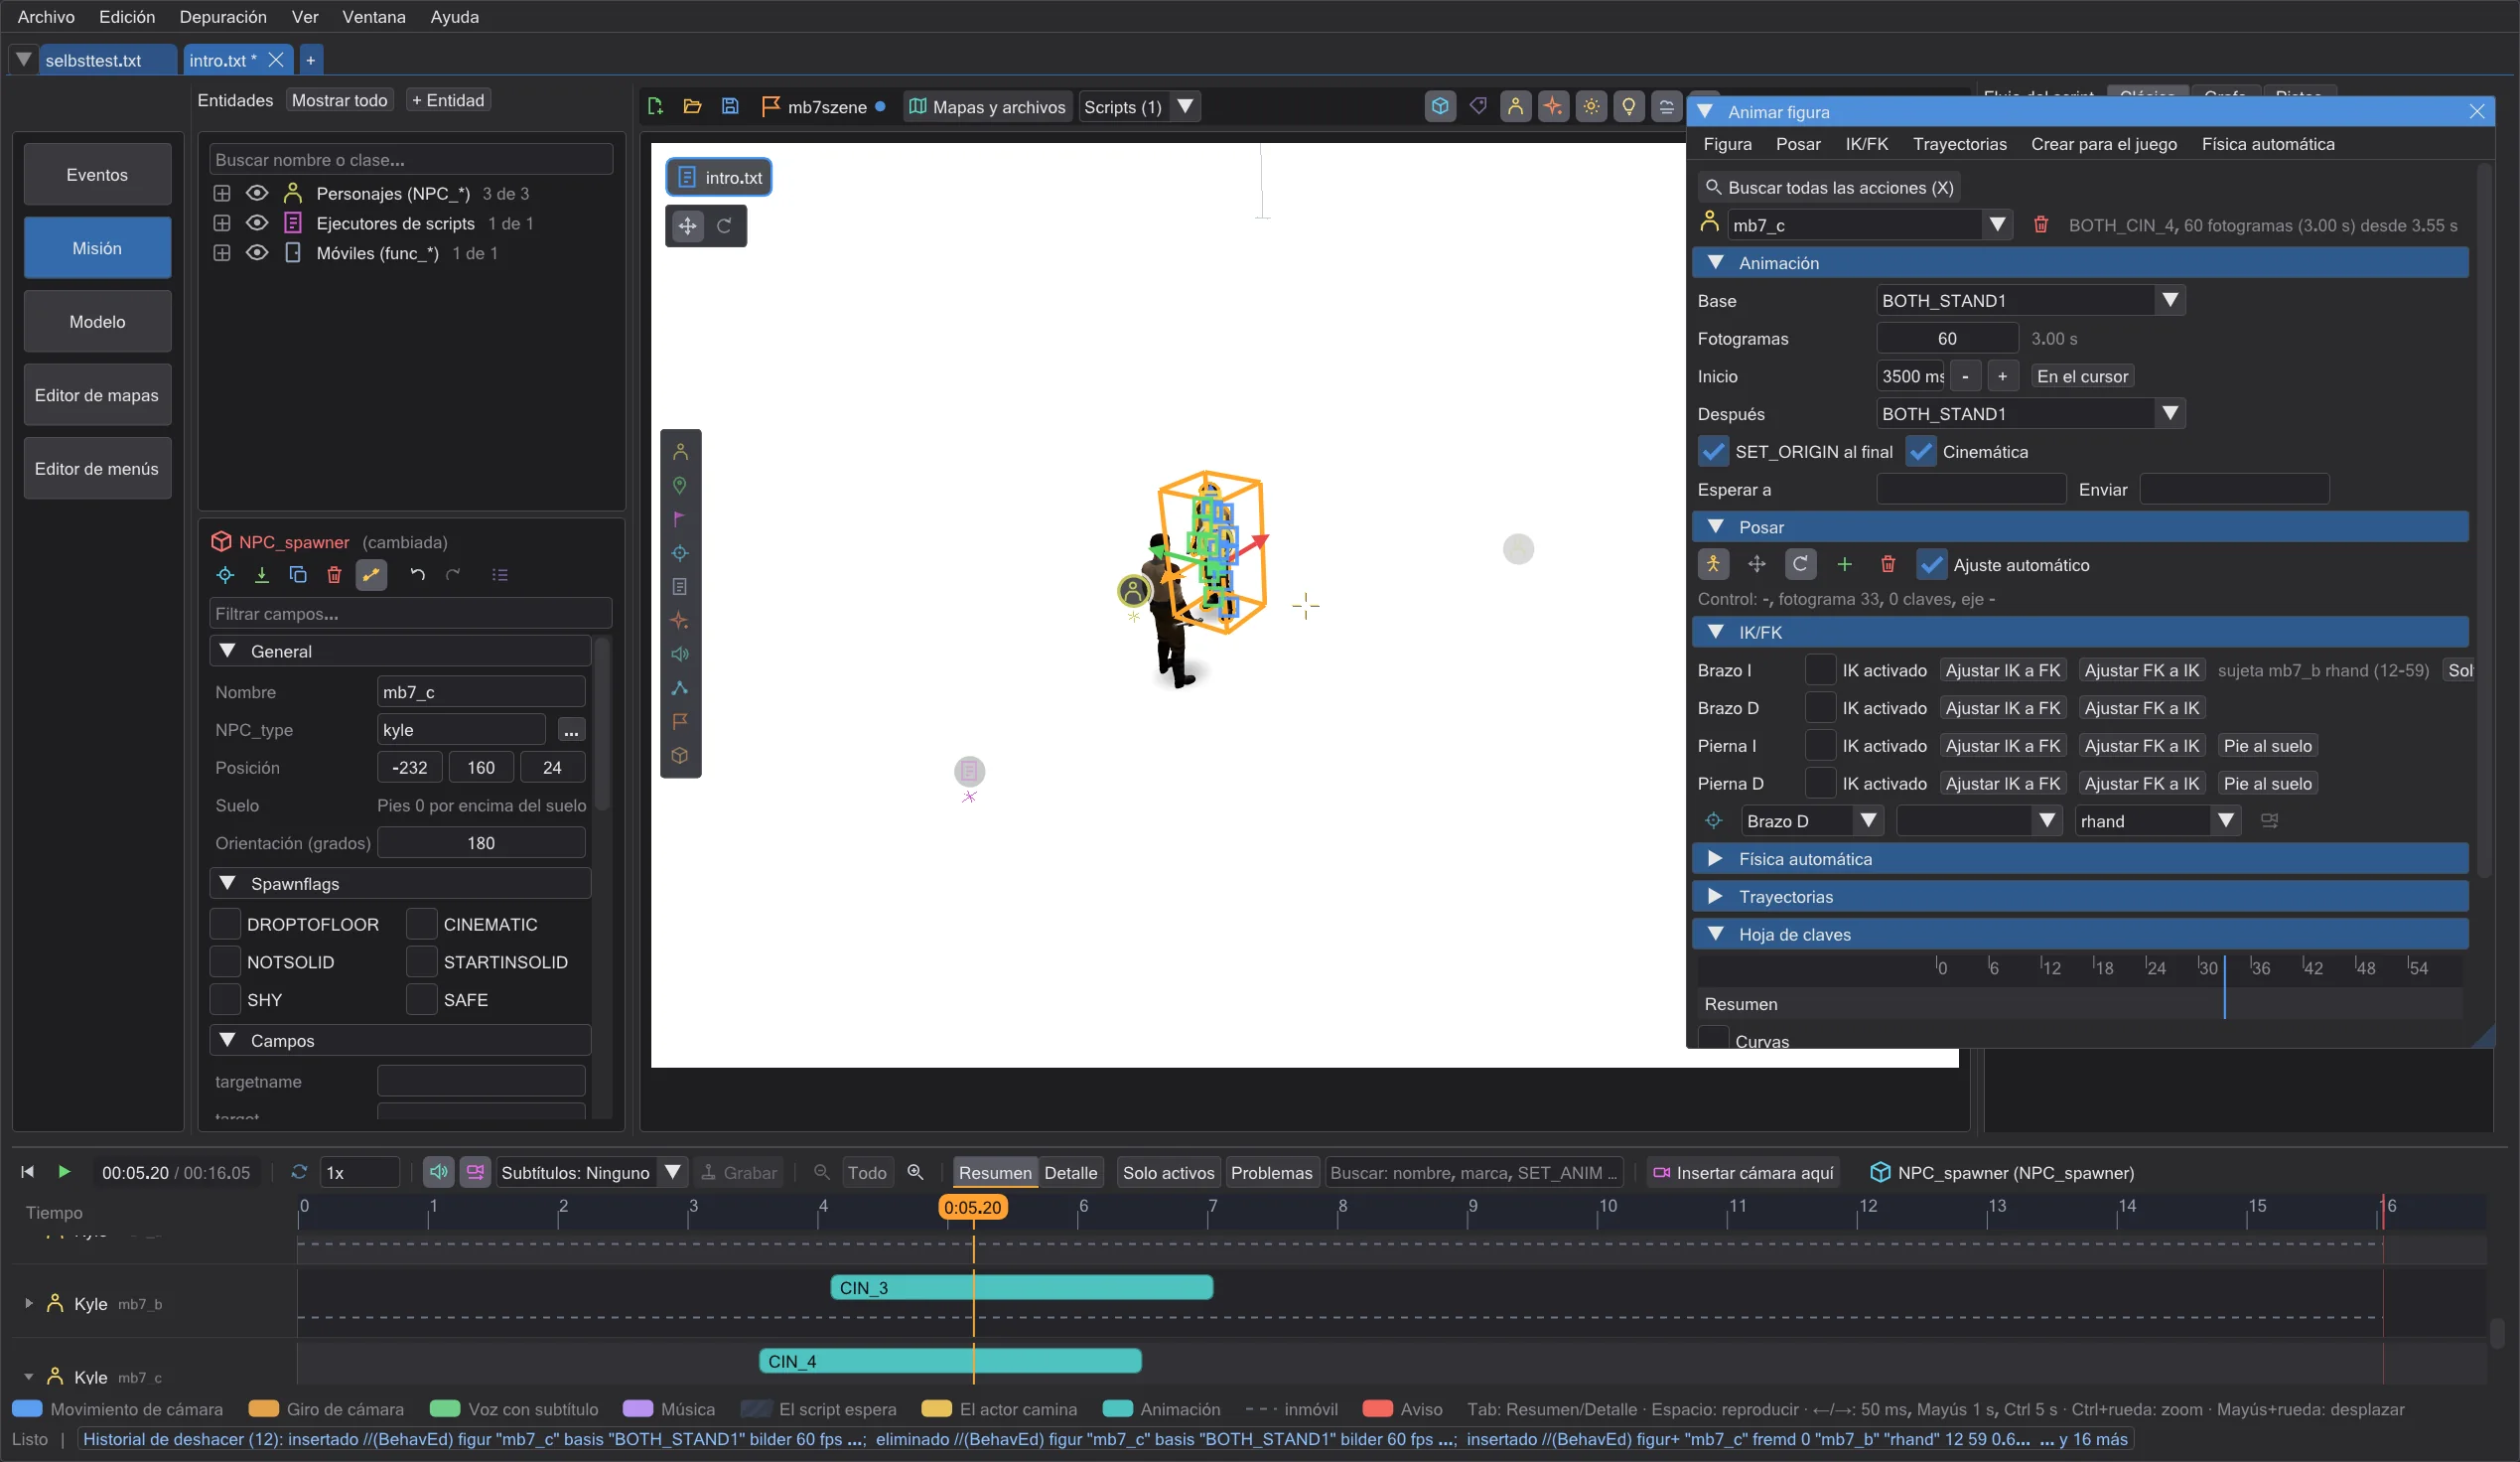 Archivo Edición Depuración Ver Ventana Ayuda
selbsttest.txt intro.txt * +
Entidades Mostrar todo + Entidad
mb7szene Mapas y archivos Scripts (1)
Eventos
Misión
Modelo
Editor de mapas
Editor de menús
Buscar nombre o clase...
Personajes (NPC_*) 3 de 3
Ejecutores de scripts 1 de 1
Móviles (func_*) 1 de 1
NPC_spawner (cambiada)
Filtrar campos...
General
Nombre mb7_c
NPC_type kyle ...
Posición -232 160 24
Suelo Pies 0 por encima del suelo
Orientación (grados) 180
Spawnflags
DROPTOFLOOR CINEMATIC
NOTSOLID STARTINSOLID
SHY SAFE
Campos
targetname
intro.txt
Animar figura
Figura Posar IK/FK Trayectorias Crear para el juego Física automática
Buscar todas las acciones (X)
mb7_c BOTH_CIN_4, 60 fotogramas (3.00 s) desde 3.55 s
Animación
Base BOTH_STAND1
Fotogramas 60 3.00 s
Inicio 3500 ms - + En el cursor
Después BOTH_STAND1
SET_ORIGIN al final Cinemática
Esperar a Enviar
Posar
Ajuste automático
Control: -, fotograma 33, 0 claves, eje -
IK/FK
Brazo I IK activado Ajustar IK a FK Ajustar FK a IK sujeta mb7_b rhand (12-59) Sol
Brazo D IK activado Ajustar IK a FK Ajustar FK a IK
Pierna I IK activado Ajustar IK a FK Ajustar FK a IK Pie al suelo
Pierna D IK activado Ajustar IK a FK Ajustar FK a IK Pie al suelo
Brazo D rhand
Física automática
Trayectorias
Hoja de claves
0 6 12 18 24 30 36 42 48 54
Resumen
Curvas
00:05.20 / 00:16.05 1x Subtítulos: Ninguno Grabar Todo Resumen Detalle Solo activos Problemas Buscar: nombre, marca, SET_ANIM ... Insertar cámara aquí NPC_spawner (NPC_spawner)
Tiempo 0 1 2 3 4 0:05.20 6 7 8 9 10 11 12 13 14 15 16
CIN_3
Kyle mb7_b
CIN_4
Kyle mb7_c
Movimiento de cámara Giro de cámara Voz con subtítulo Música El script espera El actor camina Animación inmóvil Aviso Tab: Resumen/Detalle · Espacio: reproducir · ←/→: 50 ms, Mayús 1 s, Ctrl 5 s · Ctrl+rueda: zoom · Mayús+rueda: desplazar
Listo | Historial de deshacer (12): insertado //(BehavEd) figur "mb7_c" basis "BOTH_STAND1" bilder 60 fps ...; eliminado //(BehavEd) figur "mb7_c" basis "BOTH_STAND1" bilder 60 fps ...; insertado //(BehavEd) figur+ "mb7_c" fremd 0 "mb7_b" "rhand" 12 59 0.6... ... y 16 más